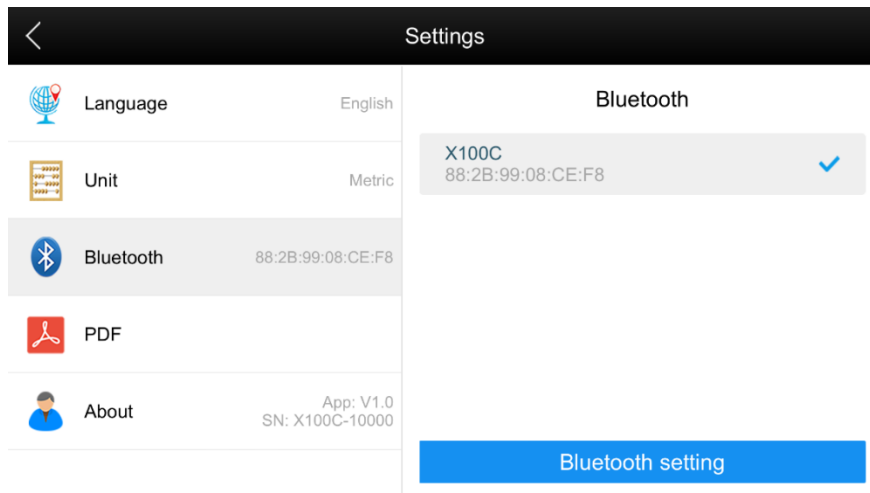 Settings
Language English
Unit Metric
Bluetooth 88:2B:99:08:CE:F8
PDF
About App: V1.0
SN: X100C-10000
Bluetooth
X100C
88:2B:99:08:CE:F8
Bluetooth setting